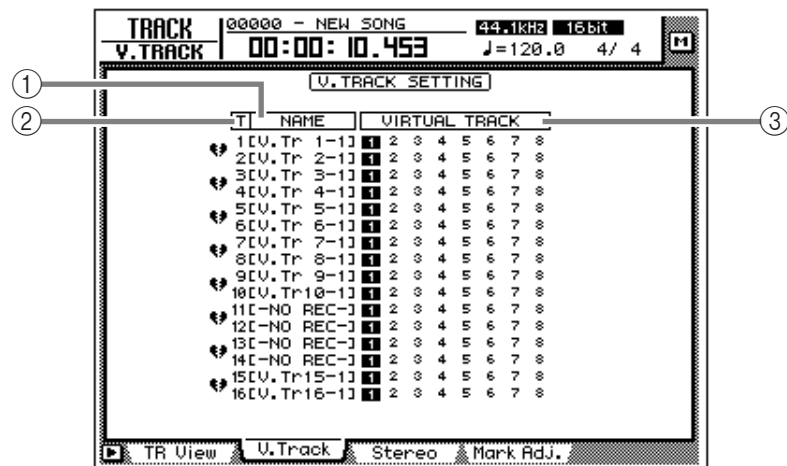 TRACK
V.TRACK
00000 - NEW SONG
00:00: 10.453
44.1kHz 16bit
♩=120.0 4/ 4
M
V.TRACK SETTING
①
②
③
T NAME VIRTUAL TRACK
1[V.Tr 1-1] 1 2 3 4 5 6 7 8
2[V.Tr 2-1] 1 2 3 4 5 6 7 8
3[V.Tr 3-1] 1 2 3 4 5 6 7 8
4[V.Tr 4-1] 1 2 3 4 5 6 7 8
5[V.Tr 5-1] 1 2 3 4 5 6 7 8
6[V.Tr 6-1] 1 2 3 4 5 6 7 8
7[V.Tr 7-1] 1 2 3 4 5 6 7 8
8[V.Tr 8-1] 1 2 3 4 5 6 7 8
9[V.Tr 9-1] 1 2 3 4 5 6 7 8
10[V.Tr10-1] 1 2 3 4 5 6 7 8
11[-NO REC-] 1 2 3 4 5 6 7 8
12[-NO REC-] 1 2 3 4 5 6 7 8
13[-NO REC-] 1 2 3 4 5 6 7 8
14[-NO REC-] 1 2 3 4 5 6 7 8
15[V.Tr15-1] 1 2 3 4 5 6 7 8
16[V.Tr16-1] 1 2 3 4 5 6 7 8
TR View V.Track Stereo Mark Adj.